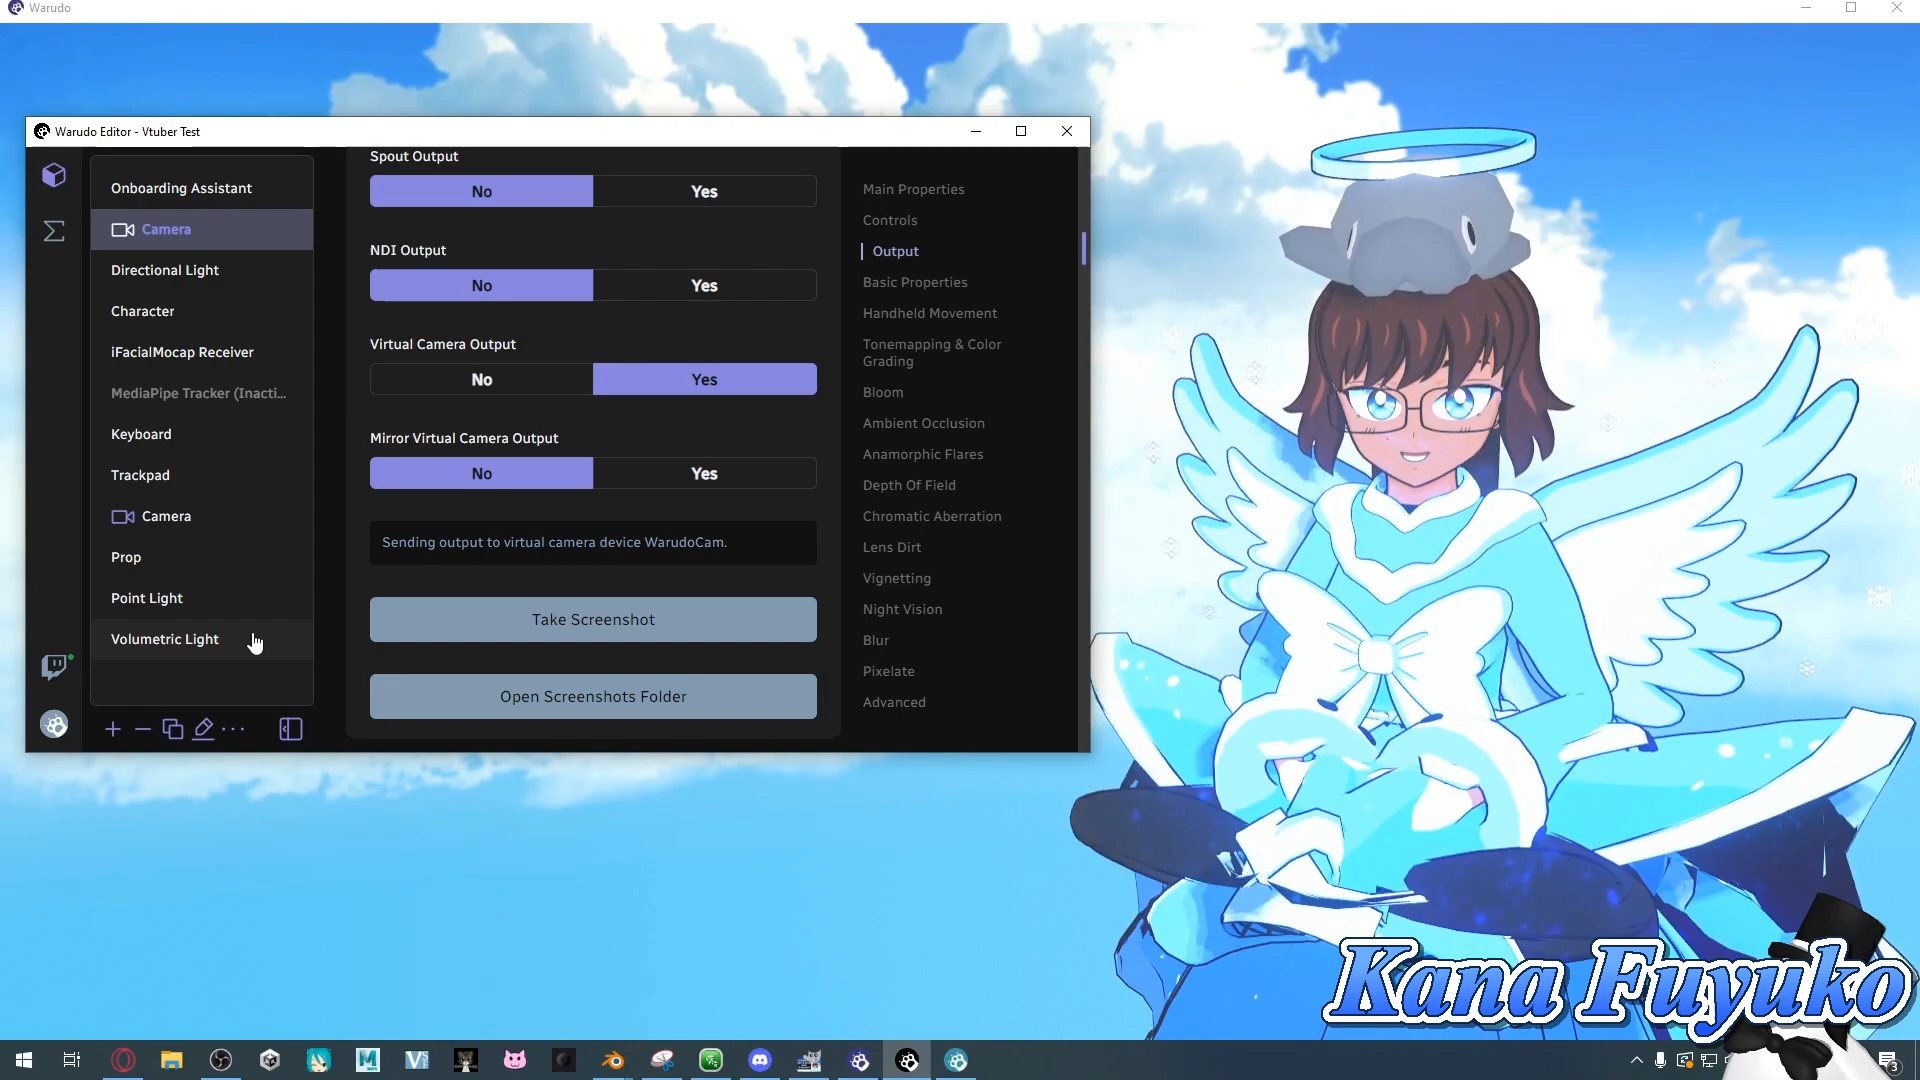 Warudo
Warudo Editor - Vtuber Test
Onboarding Assistant
Camera
Directional Light
Character
iFacialMocap Receiver
MediaPipe Tracker (Inacti...
Keyboard
Trackpad
Camera
Prop
Point Light
Volumetric Light
Spout Output
No Yes
NDI Output
No Yes
Virtual Camera Output
No Yes
Mirror Virtual Camera Output
No Yes
Sending output to virtual camera device WarudoCam.
Take Screenshot
Open Screenshots Folder
Main Properties
Controls
Output
Basic Properties
Handheld Movement
Tonemapping & Color
Grading
Bloom
Ambient Occlusion
Anamorphic Flares
Depth Of Field
Chromatic Aberration
Lens Dirt
Vignetting
Night Vision
Blur
Pixelate
Advanced
Kana Fuyuko
3